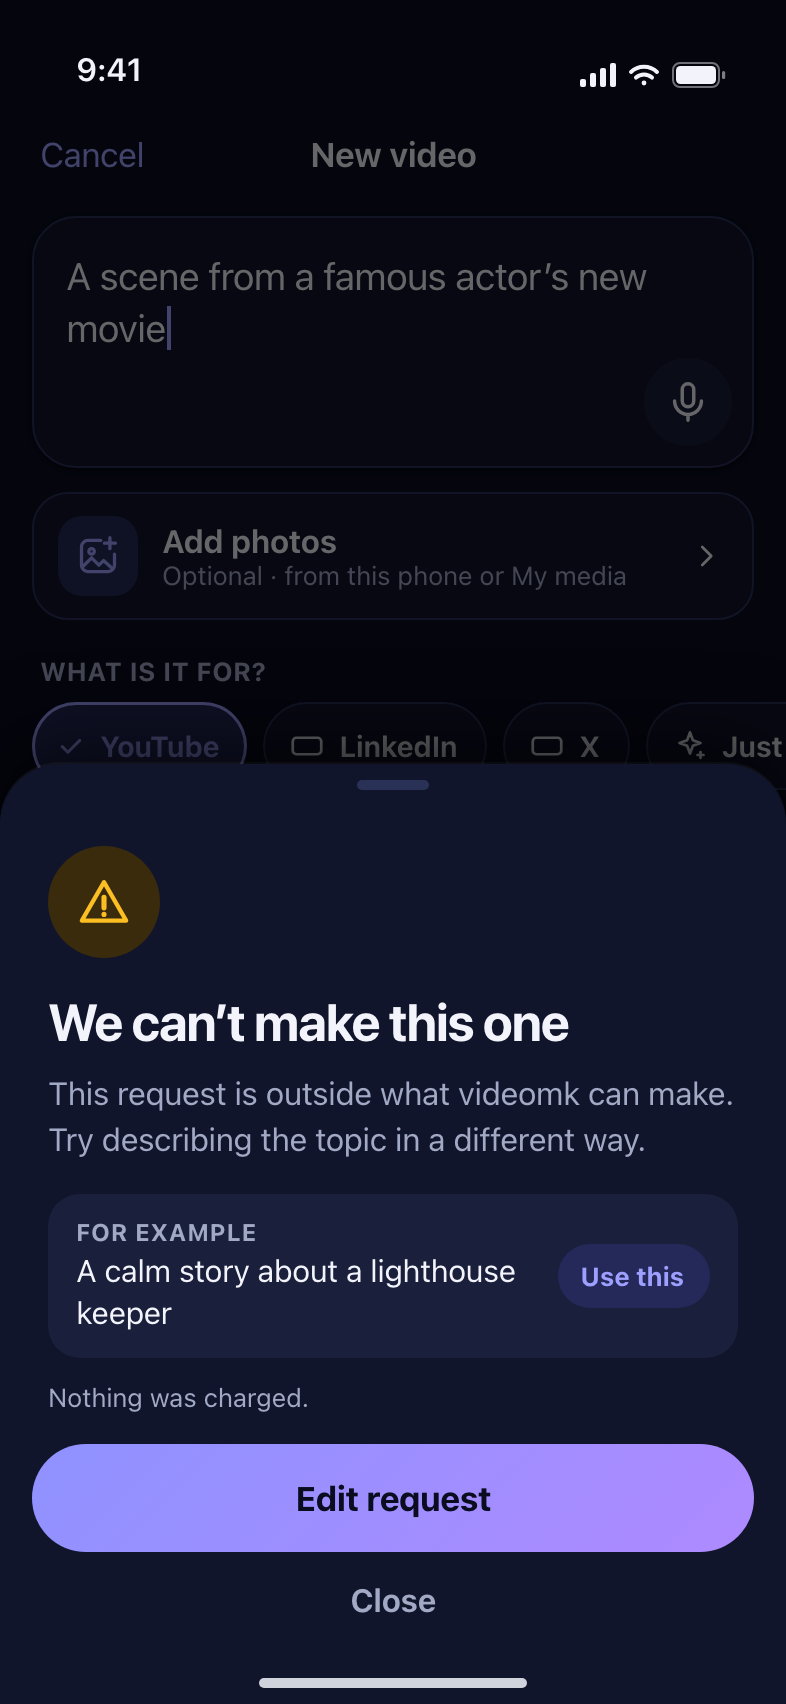 9:41
Cancel
New video
A scene from a famous actor’s new
movie
Add photos
Optional · from this phone or My media
WHAT IS IT FOR?
YouTube
LinkedIn
X
Just
We can’t make this one
This request is outside what videomk can make.
Try describing the topic in a different way.
FOR EXAMPLE
A calm story about a lighthouse
keeper
Use this
Nothing was charged.
Edit request
Close